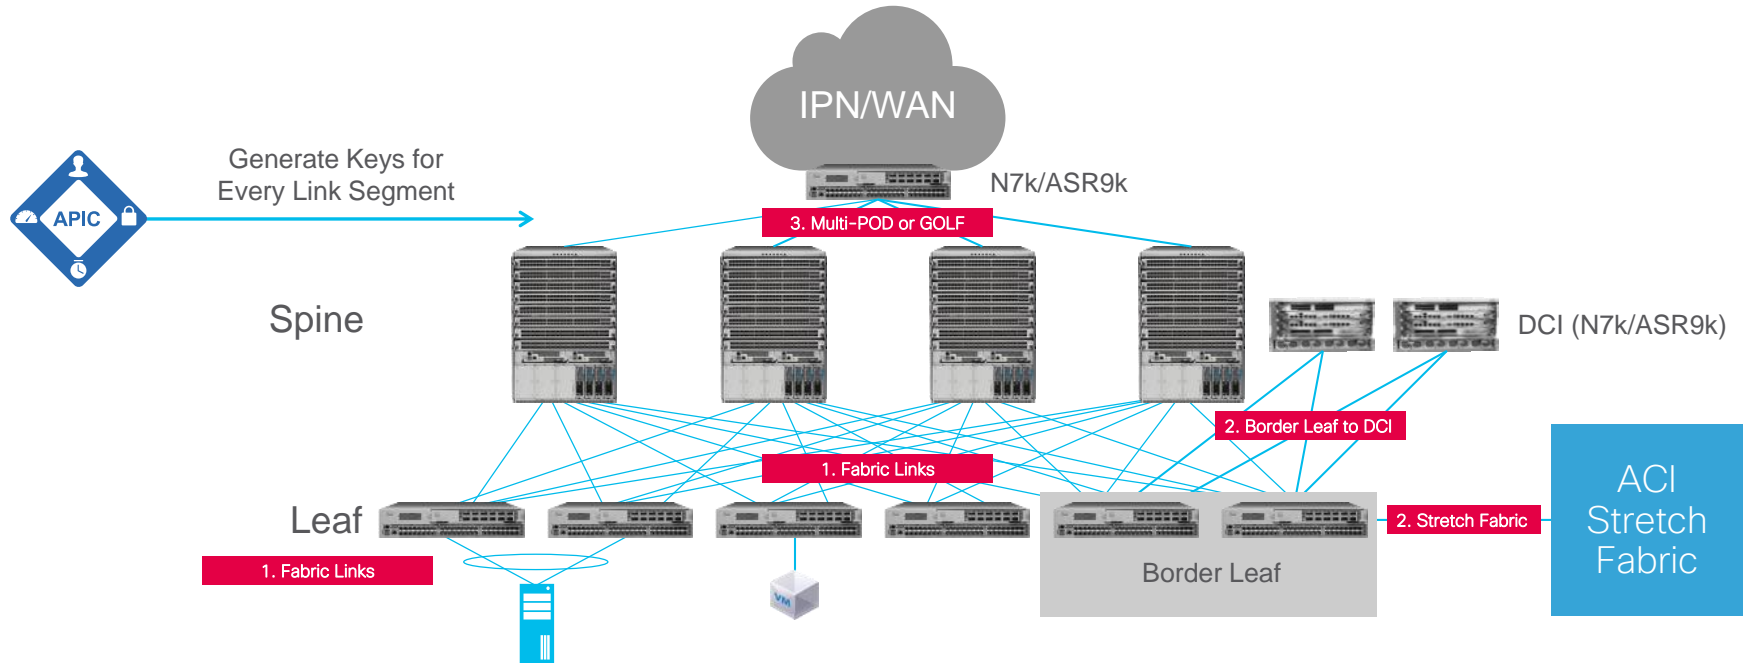 IPN/WAN
Generate Keys for
Every Link Segment
N7k/ASR9k
APIC
3. Multi-POD or GOLF
Spine
DCI (N7k/ASR9k)
2. Border Leaf to DCI
1. Fabric Links
ACI
Stretch
Fabric
Leaf
2. Stretch Fabric
1. Fabric Links
Border Leaf
VM